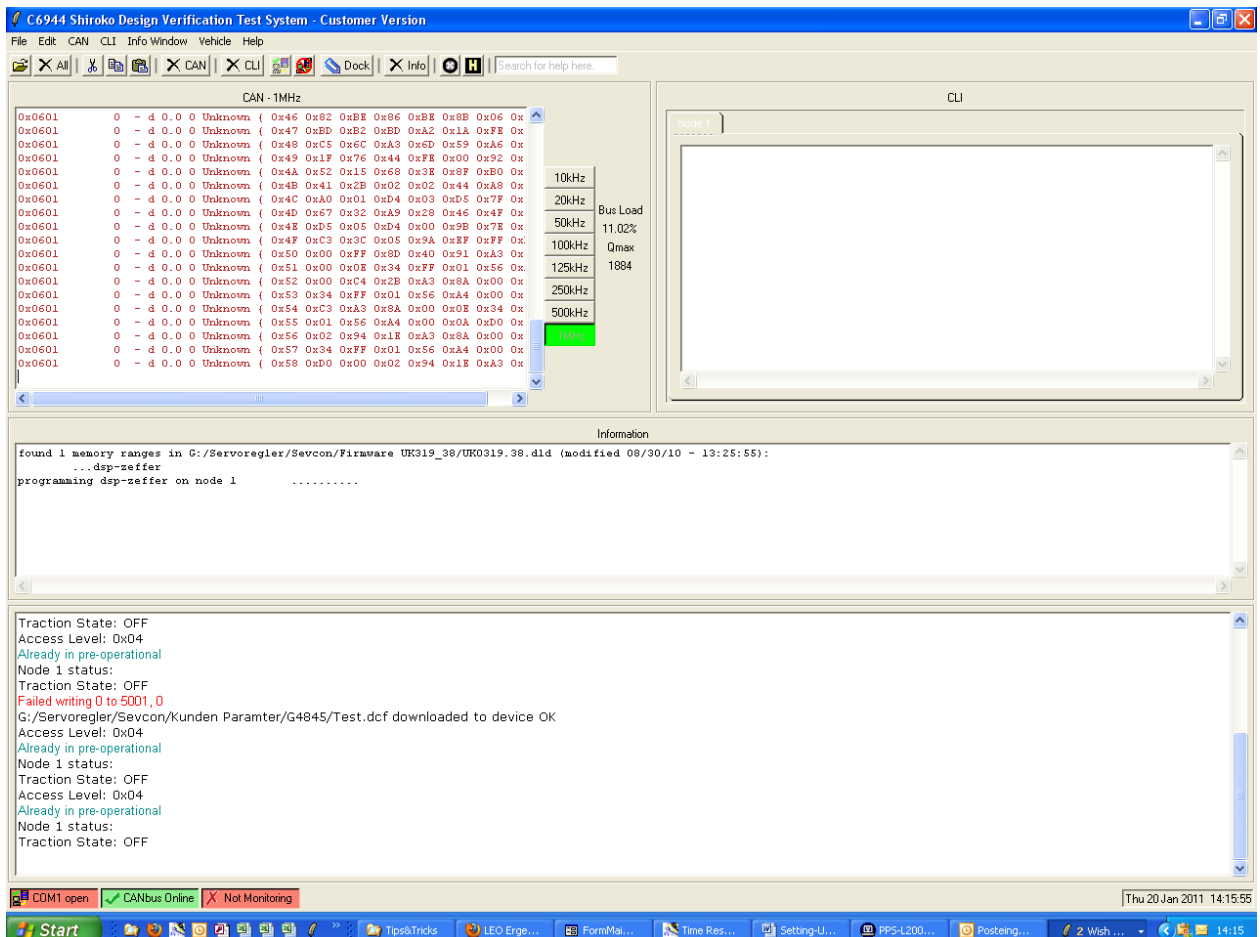 C6944 Shiroko Design Verification Test System - Customer Version
File Edit CAN CLI Info Window Vehicle Help
All CAN CLI Dock Info H Search for help here.
CAN - 1MHz
0x0601 0 - d 0.0 0 Unknown { 0x46 0x82 0xBE 0x86 0xBE 0x8B 0x06 0x
0x0601 0 - d 0.0 0 Unknown { 0x47 0xBD 0xB2 0xBD 0xA2 0x1A 0xFE 0x
0x0601 0 - d 0.0 0 Unknown { 0x48 0xC5 0x6C 0xA3 0x6D 0x59 0xA6 0x
0x0601 0 - d 0.0 0 Unknown { 0x49 0x1F 0x76 0x44 0xFE 0x00 0x92 0x
0x0601 0 - d 0.0 0 Unknown { 0x4A 0x52 0x15 0x68 0x3E 0x8F 0xB0 0x
0x0601 0 - d 0.0 0 Unknown { 0x4B 0x41 0x2B 0x02 0x02 0x44 0xA8 0x
0x0601 0 - d 0.0 0 Unknown { 0x4C 0xA0 0x01 0xD4 0x03 0xD5 0x7F 0x
0x0601 0 - d 0.0 0 Unknown { 0x4D 0x67 0x32 0xA9 0x28 0x46 0x4F 0x
0x0601 0 - d 0.0 0 Unknown { 0x4E 0xD5 0x05 0xD4 0x00 0x9B 0x7E 0x
0x0601 0 - d 0.0 0 Unknown { 0x4F 0xC3 0x3C 0x05 0x9A 0xEF 0xFF 0x
0x0601 0 - d 0.0 0 Unknown { 0x50 0x00 0xFF 0x8D 0x40 0x91 0xA3 0x
0x0601 0 - d 0.0 0 Unknown { 0x51 0x00 0x0E 0x34 0xFF 0x01 0x56 0x
0x0601 0 - d 0.0 0 Unknown { 0x52 0x00 0xC4 0x2B 0xA3 0x8A 0x00 0x
0x0601 0 - d 0.0 0 Unknown { 0x53 0x34 0xFF 0x01 0x56 0xA4 0x00 0x
0x0601 0 - d 0.0 0 Unknown { 0x54 0xC3 0xA3 0x8A 0x00 0x0E 0x34 0x
0x0601 0 - d 0.0 0 Unknown { 0x55 0x01 0x56 0xA4 0x00 0x0A 0xD0 0x
0x0601 0 - d 0.0 0 Unknown { 0x56 0x02 0x94 0x1E 0xA3 0x8A 0x00 0x
0x0601 0 - d 0.0 0 Unknown { 0x57 0x34 0xFF 0x01 0x56 0xA4 0x00 0x
0x0601 0 - d 0.0 0 Unknown { 0x58 0xD0 0x00 0x02 0x94 0x1E 0xA3 0x
10kHz
20kHz
50kHz
100kHz
125kHz
250kHz
500kHz
1MHz
Bus Load
11.02%
Qmax
1884
CLI
Node 1
Information
found 1 memory ranges in G:/Servoregler/Sevcon/Firmware UK319_38/UK0319.38.dld (modified 08/30/10 - 13:25:55):
...dsp-zeffer
programming dsp-zeffer on node 1 ..........
Traction State: OFF
Access Level: 0x04
Already in pre-operational
Node 1 status:
Traction State: OFF
Failed writing 0 to 5001, 0
G:/Servoregler/Sevcon/Kunden Paramter/G4845/Test.dcf downloaded to device OK
Access Level: 0x04
Already in pre-operational
Node 1 status:
Traction State: OFF
Access Level: 0x04
Already in pre-operational
Node 1 status:
Traction State: OFF
COM1 open CANbus Online Not Monitoring Thu 20 Jan 2011 14:15:55
Start Tips&Tricks LEO Erge... FormMai... Time Res... Setting-U... PPS-L200... Posteing... 2 Wish ... 14:15